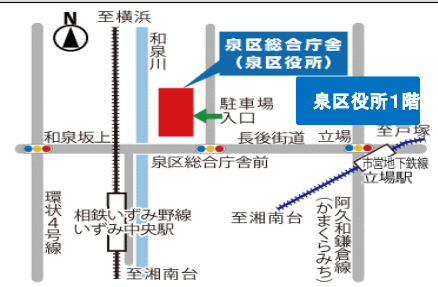 至横浜
N
和泉川
泉区総合庁舎
(泉区役所)
泉区役所1階
駐車場
入口
和泉坂上
長後街道
立場
至戸塚
泉区総合庁舎前
市営地下鉄線
立場駅
環状4号線
相鉄いずみ野線
いずみ中央駅
至湘南台
阿久和鎌倉線
(かまくらみち)
至湘南台